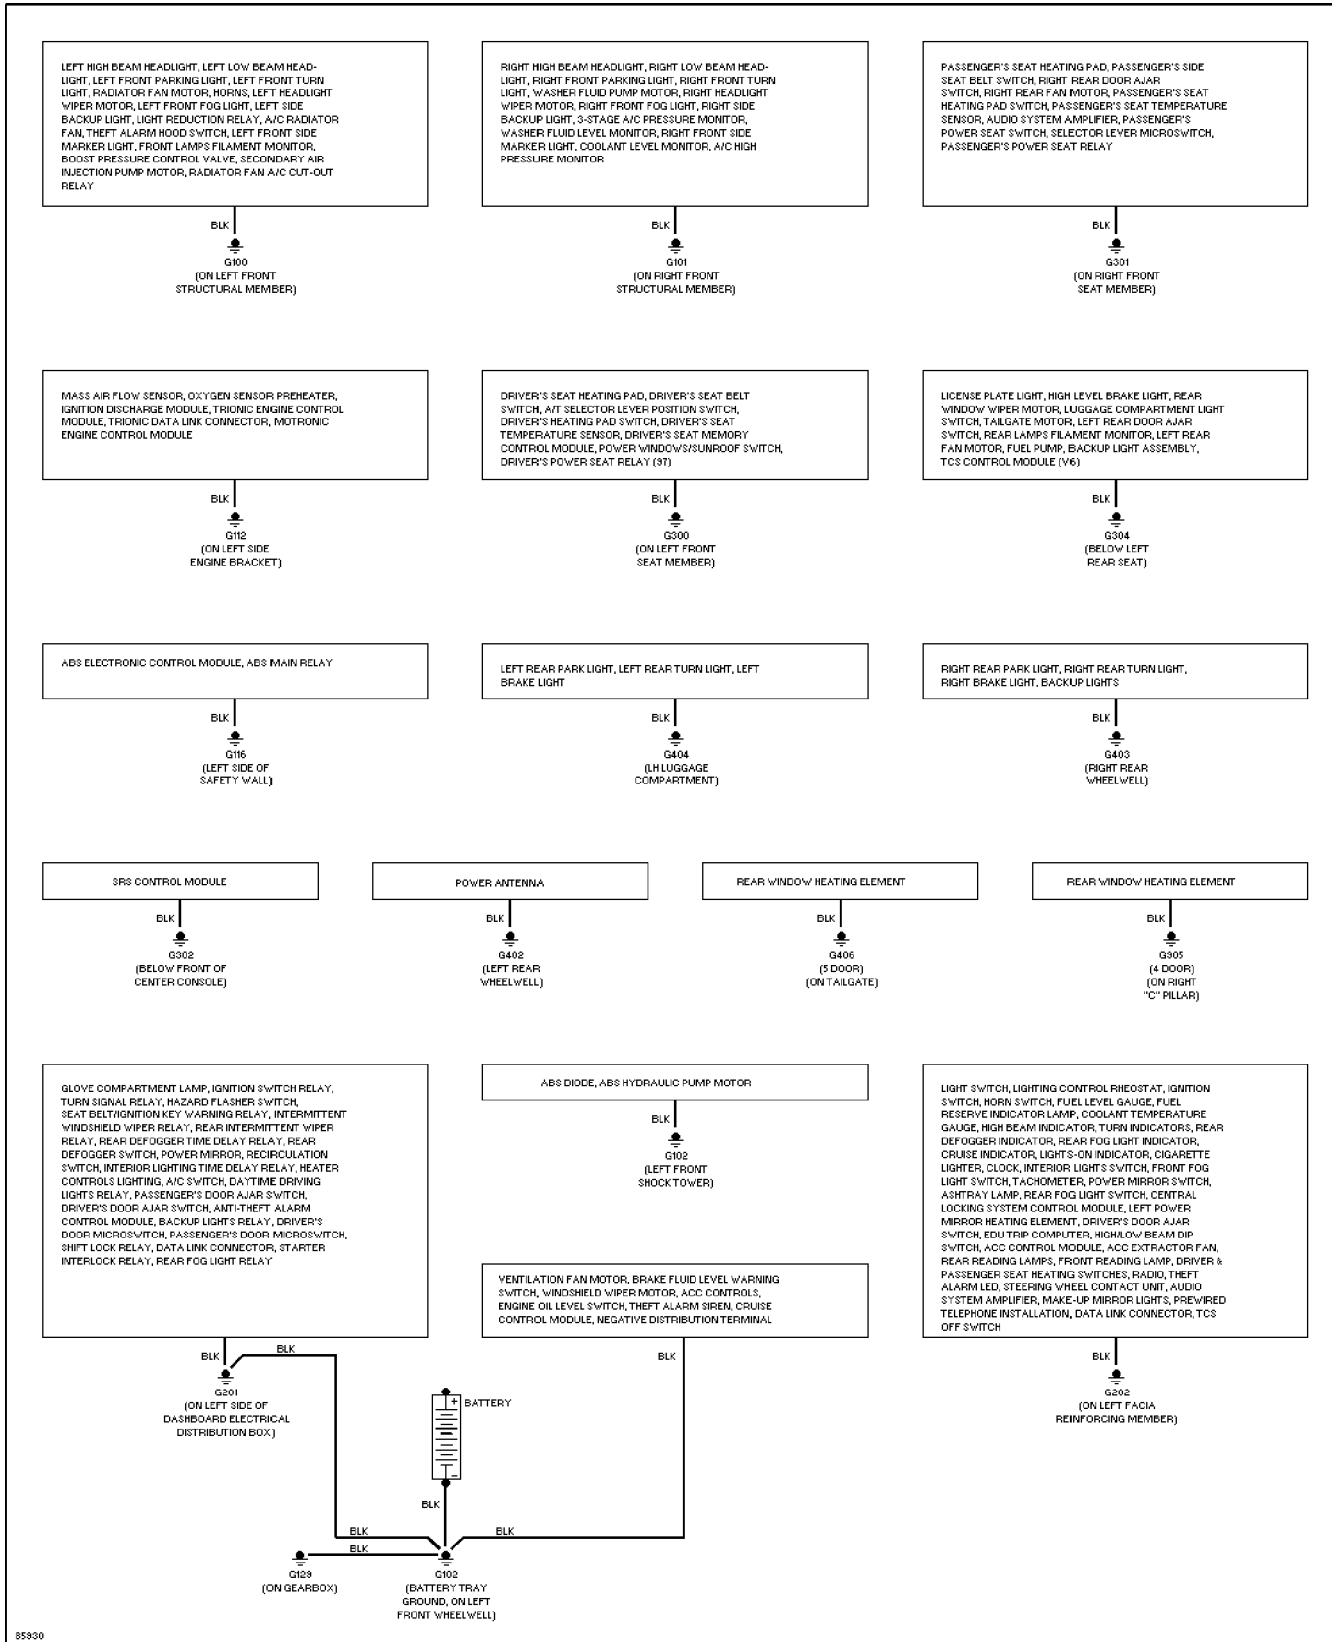 LEFT HIGH BEAM HEADLIGHT, LEFT LOW BEAM HEAD-
LIGHT, LEFT FRONT PARKING LIGHT, LEFT FRONT TURN
LIGHT, RADIATOR FAN MOTOR, HORNS, LEFT HEADLIGHT
WIPER MOTOR, LEFT FRONT FOG LIGHT, LEFT SIDE
BACKUP LIGHT, LIGHT REDUCTION RELAY, A/C RADIATOR
FAN, THEFT ALARM HOOD SWITCH, LEFT FRONT SIDE
MARKER LIGHT, FRONT LAMPS FILAMENT MONITOR,
BOOST PRESSURE CONTROL VALVE, SECONDARY AIR
INJECTION PUMP MOTOR, RADIATOR FAN A/C CUT-OUT
RELAY
BLK
G100
(ON LEFT FRONT
STRUCTURAL MEMBER)
RIGHT HIGH BEAM HEADLIGHT, RIGHT LOW BEAM HEAD-
LIGHT, RIGHT FRONT PARKING LIGHT, RIGHT FRONT TURN
LIGHT, WASHER FLUID PUMP MOTOR, RIGHT HEADLIGHT
WIPER MOTOR, RIGHT FRONT FOG LIGHT, RIGHT SIDE
BACKUP LIGHT, 3-STAGE A/C PRESSURE MONITOR,
WASHER FLUID LEVEL MONITOR, RIGHT FRONT SIDE
MARKER LIGHT, COOLANT LEVEL MONITOR, A/C HIGH
PRESSURE MONITOR
BLK
G101
(ON RIGHT FRONT
STRUCTURAL MEMBER)
PASSENGER'S SEAT HEATING PAD, PASSENGER'S SIDE
SEAT BELT SWITCH, RIGHT REAR DOOR AJAR
SWITCH, RIGHT REAR FAN MOTOR, PASSENGER'S SEAT
HEATING PAD SWITCH, PASSENGER'S SEAT TEMPERATURE
SENSOR, AUDIO SYSTEM AMPLIFIER, PASSENGER'S
POWER SEAT SWITCH, SELECTOR LEVER MICROSWITCH,
PASSENGER'S POWER SEAT RELAY
BLK
G301
(ON RIGHT FRONT
SEAT MEMBER)
MASS AIR FLOW SENSOR, OXYGEN SENSOR PREHEATER,
IGNITION DISCHARGE MODULE, TRIONIC ENGINE CONTROL
MODULE, TRIONIC DATA LINK CONNECTOR, MOTRONIC
ENGINE CONTROL MODULE
BLK
G112
(ON LEFT SIDE
ENGINE BRACKET)
DRIVER'S SEAT HEATING PAD, DRIVER'S SEAT BELT
SWITCH, A/T SELECTOR LEVER POSITION SWITCH,
DRIVER'S HEATING PAD SWITCH, DRIVER'S SEAT
TEMPERATURE SENSOR, DRIVER'S SEAT MEMORY
CONTROL MODULE, POWER WINDOWS/SUNROOF SWITCH,
DRIVER'S POWER SEAT RELAY (97)
BLK
G300
(ON LEFT FRONT
SEAT MEMBER)
LICENSE PLATE LIGHT, HIGH LEVEL BRAKE LIGHT, REAR
WINDOW WIPER MOTOR, LUGGAGE COMPARTMENT LIGHT
SWITCH, TAILGATE MOTOR, LEFT REAR DOOR AJAR
SWITCH, REAR LAMPS FILAMENT MONITOR, LEFT REAR
FAN MOTOR, FUEL PUMP, BACKUP LIGHT ASSEMBLY,
TCS CONTROL MODULE (V6)
BLK
G304
(BELOW LEFT
REAR SEAT)
ABS ELECTRONIC CONTROL MODULE, ABS MAIN RELAY
BLK
G116
(LEFT SIDE OF
SAFETY WALL)
LEFT REAR PARK LIGHT, LEFT REAR TURN LIGHT, LEFT
BRAKE LIGHT
BLK
G404
(LH LUGGAGE
COMPARTMENT)
RIGHT REAR PARK LIGHT, RIGHT REAR TURN LIGHT,
RIGHT BRAKE LIGHT, BACKUP LIGHTS
BLK
G403
(RIGHT REAR
WHEELWELL)
SRS CONTROL MODULE
BLK
G302
(BELOW FRONT OF
CENTER CONSOLE)
POWER ANTENNA
BLK
G402
(LEFT REAR
WHEELWELL)
REAR WINDOW HEATING ELEMENT
BLK
G406
(5 DOOR)
(ON TAILGATE)
REAR WINDOW HEATING ELEMENT
BLK
G305
(4 DOOR)
(ON RIGHT
"C" PILLAR)
GLOVE COMPARTMENT LAMP, IGNITION SWITCH RELAY,
TURN SIGNAL RELAY, HAZARD FLASHER SWITCH,
SEAT BELT/IGNITION KEY WARNING RELAY, INTERMITTENT
WINDSHIELD WIPER RELAY, REAR INTERMITTENT WIPER
RELAY, REAR DEFOGGER TIME DELAY RELAY, REAR
DEFOGGER SWITCH, POWER MIRROR, RECIRCULATION
SWITCH, INTERIOR LIGHTING TIME DELAY RELAY, HEATER
CONTROLS LIGHTING, A/C SWITCH, DAYTIME DRIVING
LIGHTS RELAY, PASSENGER'S DOOR AJAR SWITCH,
DRIVER'S DOOR AJAR SWITCH, ANTI-THEFT ALARM
CONTROL MODULE, BACKUP LIGHTS RELAY, DRIVER'S
DOOR MICROSWITCH, PASSENGER'S DOOR MICROSWITCH,
SHIFT LOCK RELAY, DATA LINK CONNECTOR, STARTER
INTERLOCK RELAY, REAR FOG LIGHT RELAY
BLK
BLK
G201
(ON LEFT SIDE OF
DASHBOARD ELECTRICAL
DISTRIBUTION BOX)
ABS DIODE, ABS HYDRAULIC PUMP MOTOR
BLK
G102
(LEFT FRONT
SHOCK TOWER)
VENTILATION FAN MOTOR, BRAKE FLUID LEVEL WARNING
SWITCH, WINDSHIELD WIPER MOTOR, ACC CONTROLS,
ENGINE OIL LEVEL SWITCH, THEFT ALARM SIREN, CRUISE
CONTROL MODULE, NEGATIVE DISTRIBUTION TERMINAL
BLK
LIGHT SWITCH, LIGHTING CONTROL RHEOSTAT, IGNITION
SWITCH, HORN SWITCH, FUEL LEVEL GAUGE, FUEL
RESERVE INDICATOR LAMP, COOLANT TEMPERATURE
GAUGE, HIGH BEAM INDICATOR, TURN INDICATORS, REAR
DEFOGGER INDICATOR, REAR FOG LIGHT INDICATOR,
CRUISE INDICATOR, LIGHTS-ON INDICATOR, CIGARETTE
LIGHTER, CLOCK, INTERIOR LIGHTS SWITCH, FRONT FOG
LIGHT SWITCH, TACHOMETER, POWER MIRROR SWITCH,
ASHTRAY LAMP, REAR FOG LIGHT SWITCH, CENTRAL
LOCKING SYSTEM CONTROL MODULE, LEFT POWER
MIRROR HEATING ELEMENT, DRIVER'S DOOR AJAR
SWITCH, EDU TRIP COMPUTER, HIGH/LOW BEAM DIP
SWITCH, ACC CONTROL MODULE, ACC EXTRACTOR FAN,
REAR READING LAMPS, FRONT READING LAMP, DRIVER &
PASSENGER SEAT HEATING SWITCHES, RADIO, THEFT
ALARM LED, STEERING WHEEL CONTACT UNIT, AUDIO
SYSTEM AMPLIFIER, MAKE-UP MIRROR LIGHTS, PREWIRED
TELEPHONE INSTALLATION, DATA LINK CONNECTOR, TCS
OFF SWITCH
BLK
G202
(ON LEFT FACIA
REINFORCING MEMBER)
+ BATTERY
-
BLK
BLK
BLK
BLK
G129
(ON GEARBOX)
G102
(BATTERY TRAY
GROUND, ON LEFT
FRONT WHEELWELL)
85930